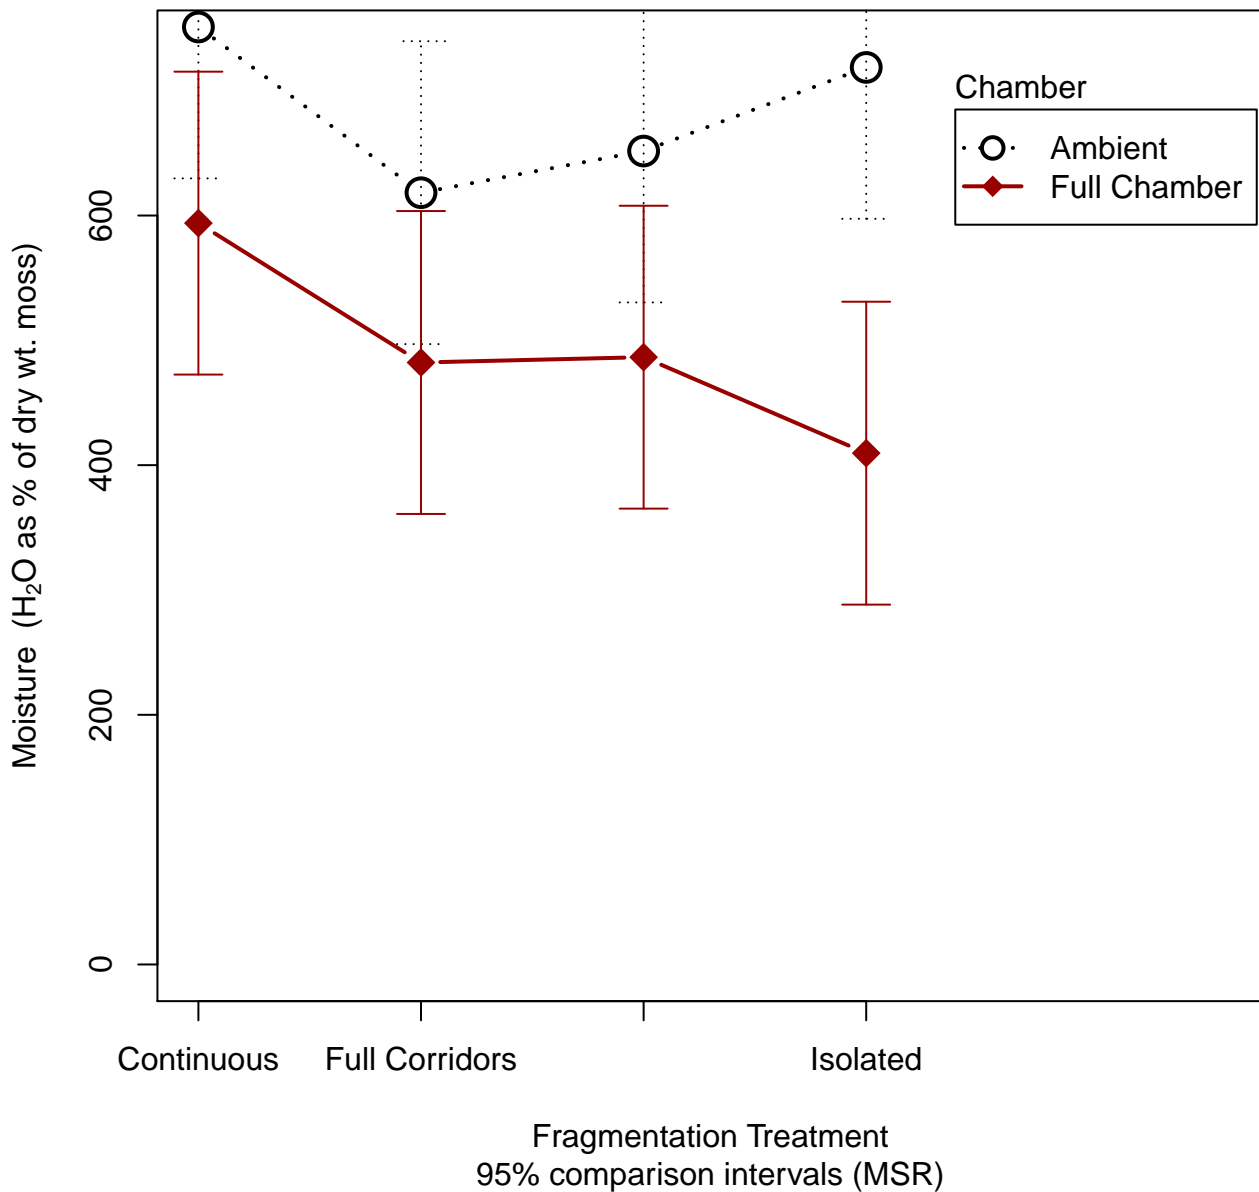 Chamber
Ambient
Full Chamber
600
400
200
0
Moisture (H₂O as % of dry wt. moss)
Continuous Full Corridors Isolated
Fragmentation Treatment
95% comparison intervals (MSR)